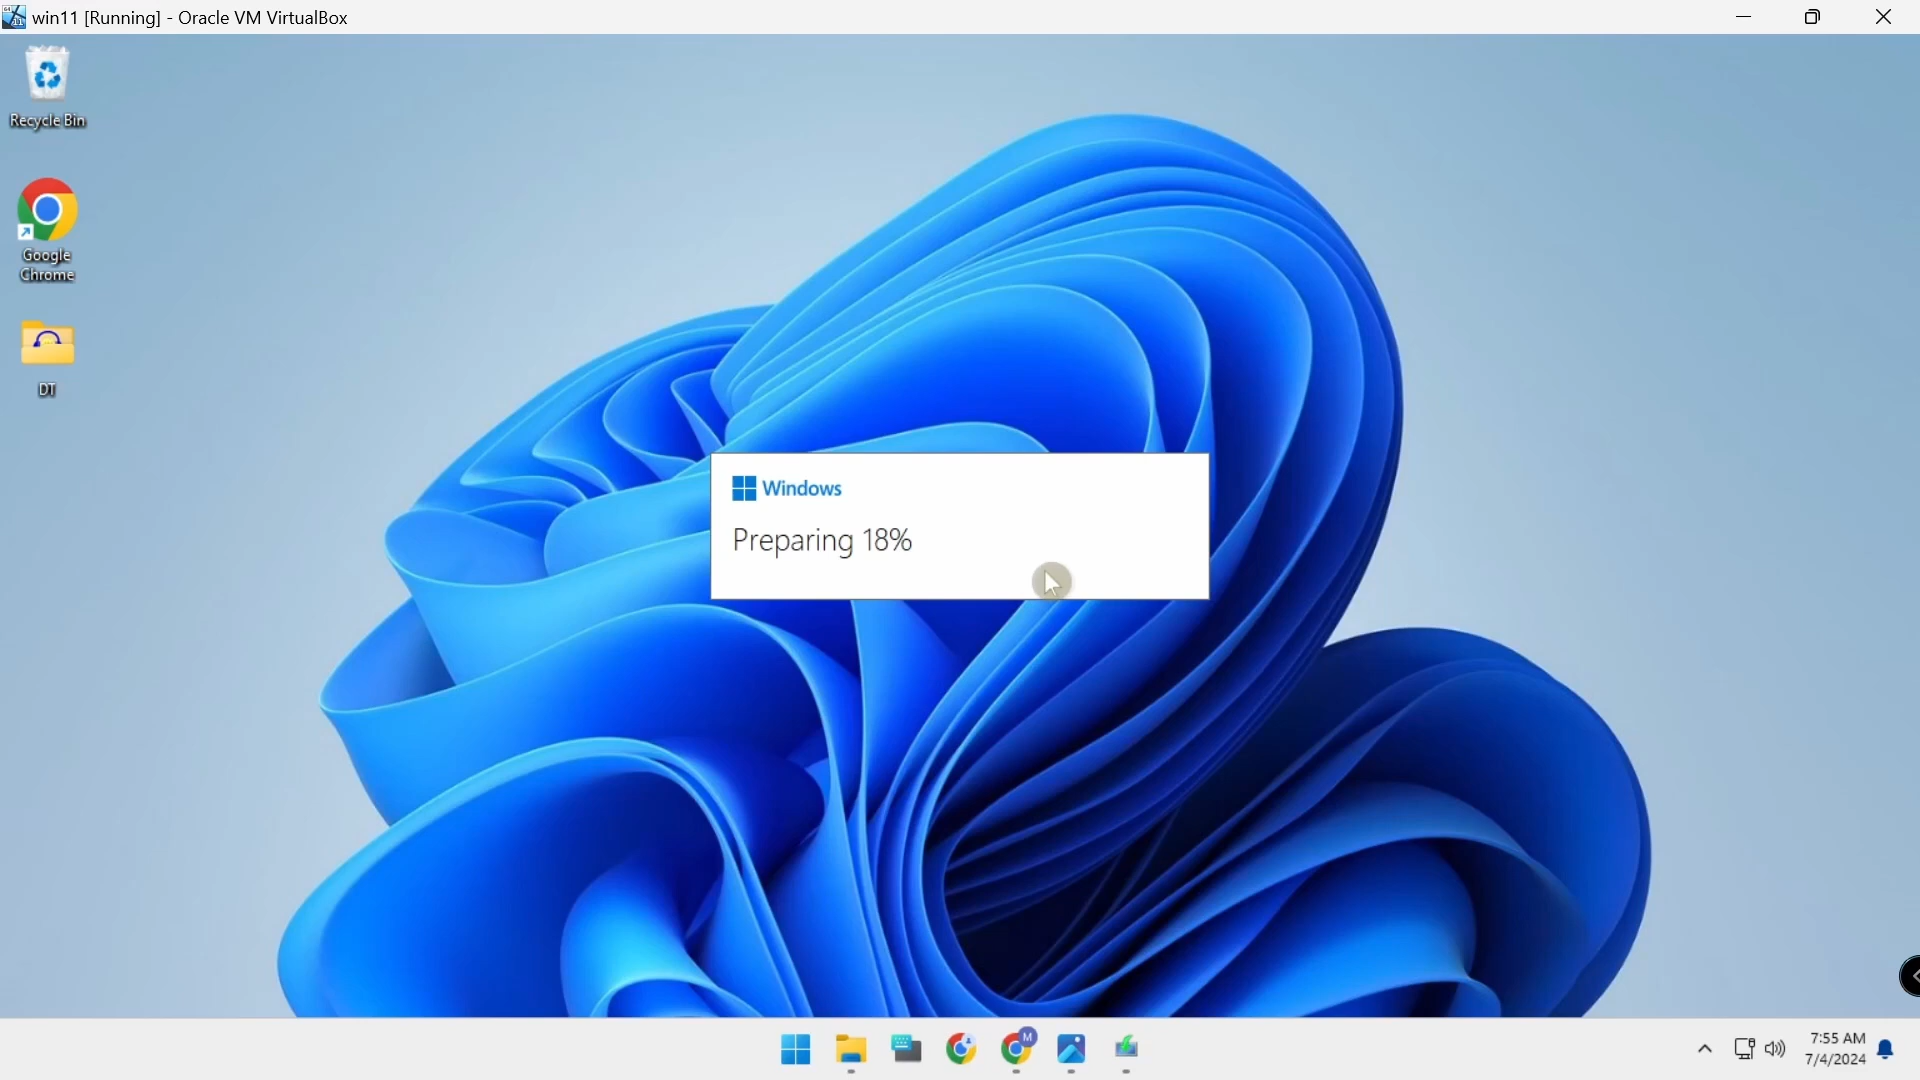 win11 [Running] - Oracle VM VirtualBox
Recycle Bin
Google
Chrome
DT
Windows
Preparing 18%
M
7:55 AM
7/4/2024